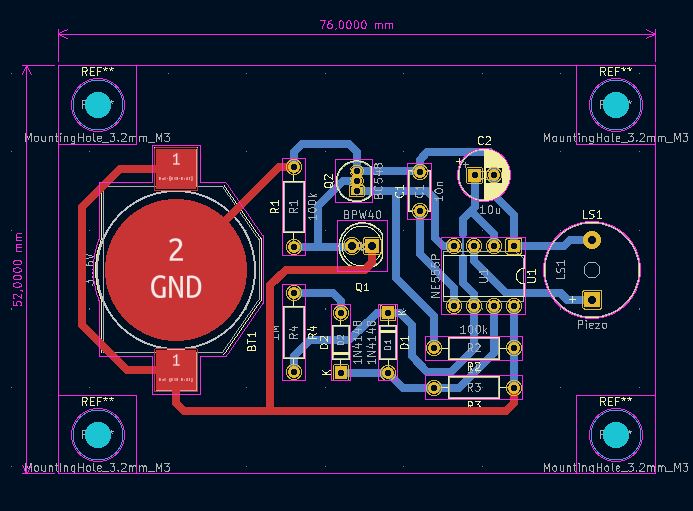 76,0000 mm
52,0000 mm
REF**
MountingHole_3.2mm_M3
REF**
MountingHole_3.2mm_M3
1
2
GND
1
BT1
R1
R1
100k
Q2
BC548
BPW40
Q1
C1
C1
10n
C2
10u
NE555P
U1
U1
LS1
LS1
Piezo
R4
R4
D2
D2
1N4148
K
1N4148
D1
D1
K
100k
R2
R2
R3
R3
REF**
MountingHole_3.2mm_M3
REF**
MountingHole_3.2mm_M3